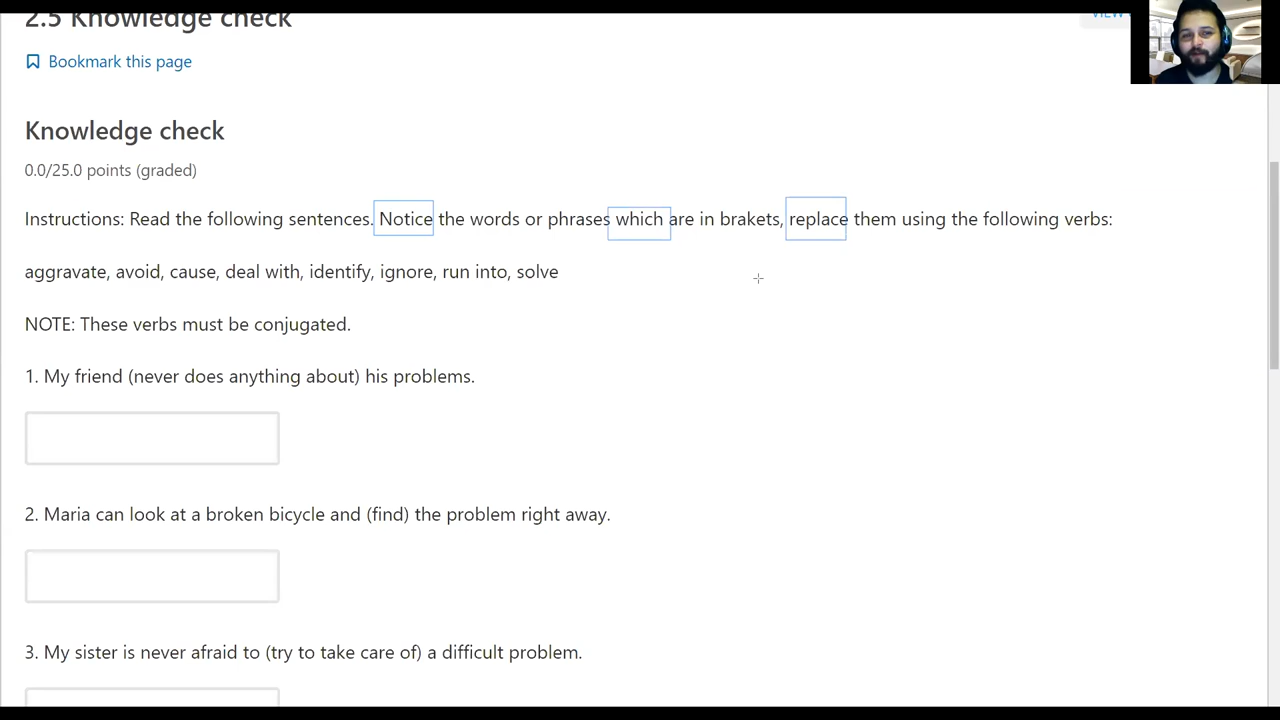 2.5 Knowledge check
VIEW
Bookmark this page
Knowledge check
0.0/25.0 points (graded)
Instructions: Read the following sentences. Notice the words or phrases which are in brakets, replace them using the following verbs:
aggravate, avoid, cause, deal with, identify, ignore, run into, solve
NOTE: These verbs must be conjugated.
1. My friend (never does anything about) his problems.
2. Maria can look at a broken bicycle and (find) the problem right away.
3. My sister is never afraid to (try to take care of) a difficult problem.